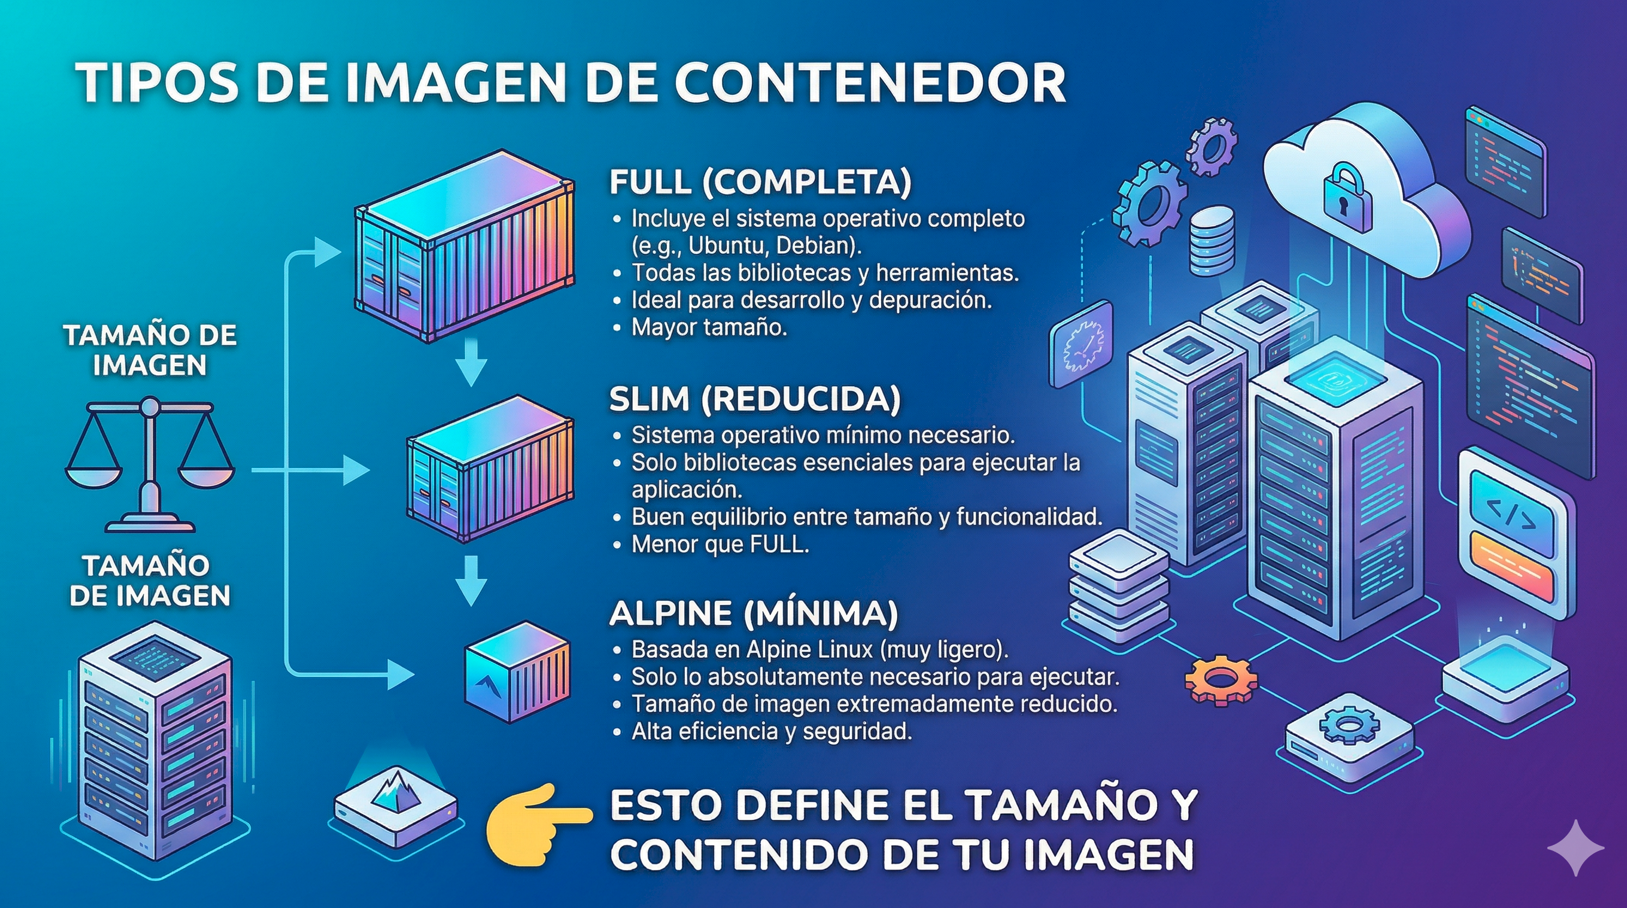 TIPOS DE IMAGEN DE CONTENEDOR
TAMAÑO DE
IMAGEN
TAMAÑO
DE IMAGEN
FULL (COMPLETA)
• Incluye el sistema operativo completo
(e.g., Ubuntu, Debian).
• Todas las bibliotecas y herramientas.
• Ideal para desarrollo y depuración.
• Mayor tamaño.
SLIM (REDUCIDA)
• Sistema operativo mínimo necesario.
• Solo bibliotecas esenciales para ejecutar la
aplicación.
• Buen equilibrio entre tamaño y funcionalidad.
• Menor que FULL.
ALPINE (MÍNIMA)
• Basada en Alpine Linux (muy ligero).
• Solo lo absolutamente necesario para ejecutar.
• Tamaño de imagen extremadamente reducido.
• Alta eficiencia y seguridad.
ESTO DEFINE EL TAMAÑO Y
CONTENIDO DE TU IMAGEN
</>